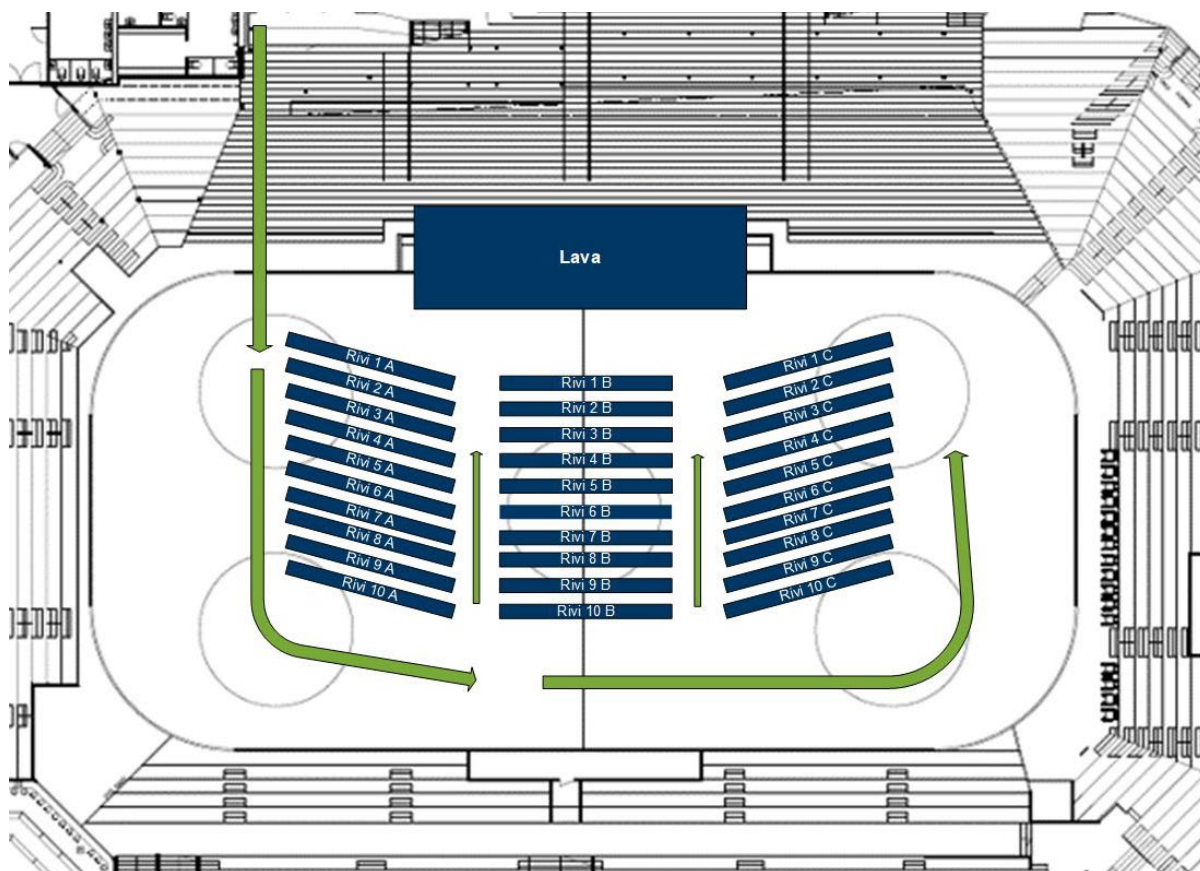 Lava
Rivi 1 A
Rivi 2 A
Rivi 3 A
Rivi 4 A
Rivi 5 A
Rivi 6 A
Rivi 7 A
Rivi 8 A
Rivi 9 A
Rivi 10 A
Rivi 1 B
Rivi 2 B
Rivi 3 B
Rivi 4 B
Rivi 5 B
Rivi 6 B
Rivi 7 B
Rivi 8 B
Rivi 9 B
Rivi 10 B
Rivi 1 C
Rivi 2 C
Rivi 3 C
Rivi 4 C
Rivi 5 C
Rivi 6 C
Rivi 7 C
Rivi 8 C
Rivi 9 C
Rivi 10 C